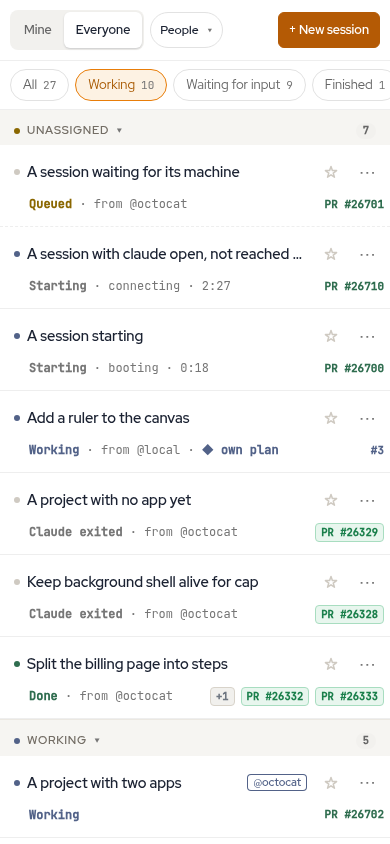 Mine Everyone People ▾ + New session
All 27 Working 10 Waiting for input 9 Finished 1
UNASSIGNED ▾ 7
A session waiting for its machine ☆ ···
Queued · from @octocat PR #26701
A session with claude open, not reached … ☆ ···
Starting · connecting · 2:27 PR #26710
A session starting ☆ ···
Starting · booting · 0:18 PR #26700
Add a ruler to the canvas ☆ ···
Working · from @local · ◆ own plan #3
A project with no app yet ☆ ···
Claude exited · from @octocat PR #26329
Keep background shell alive for cap ☆ ···
Claude exited · from @octocat PR #26328
Split the billing page into steps ☆ ···
Done · from @octocat +1 PR #26332 PR #26333
WORKING ▾ 5
A project with two apps @octocat ☆ ···
Working PR #26702